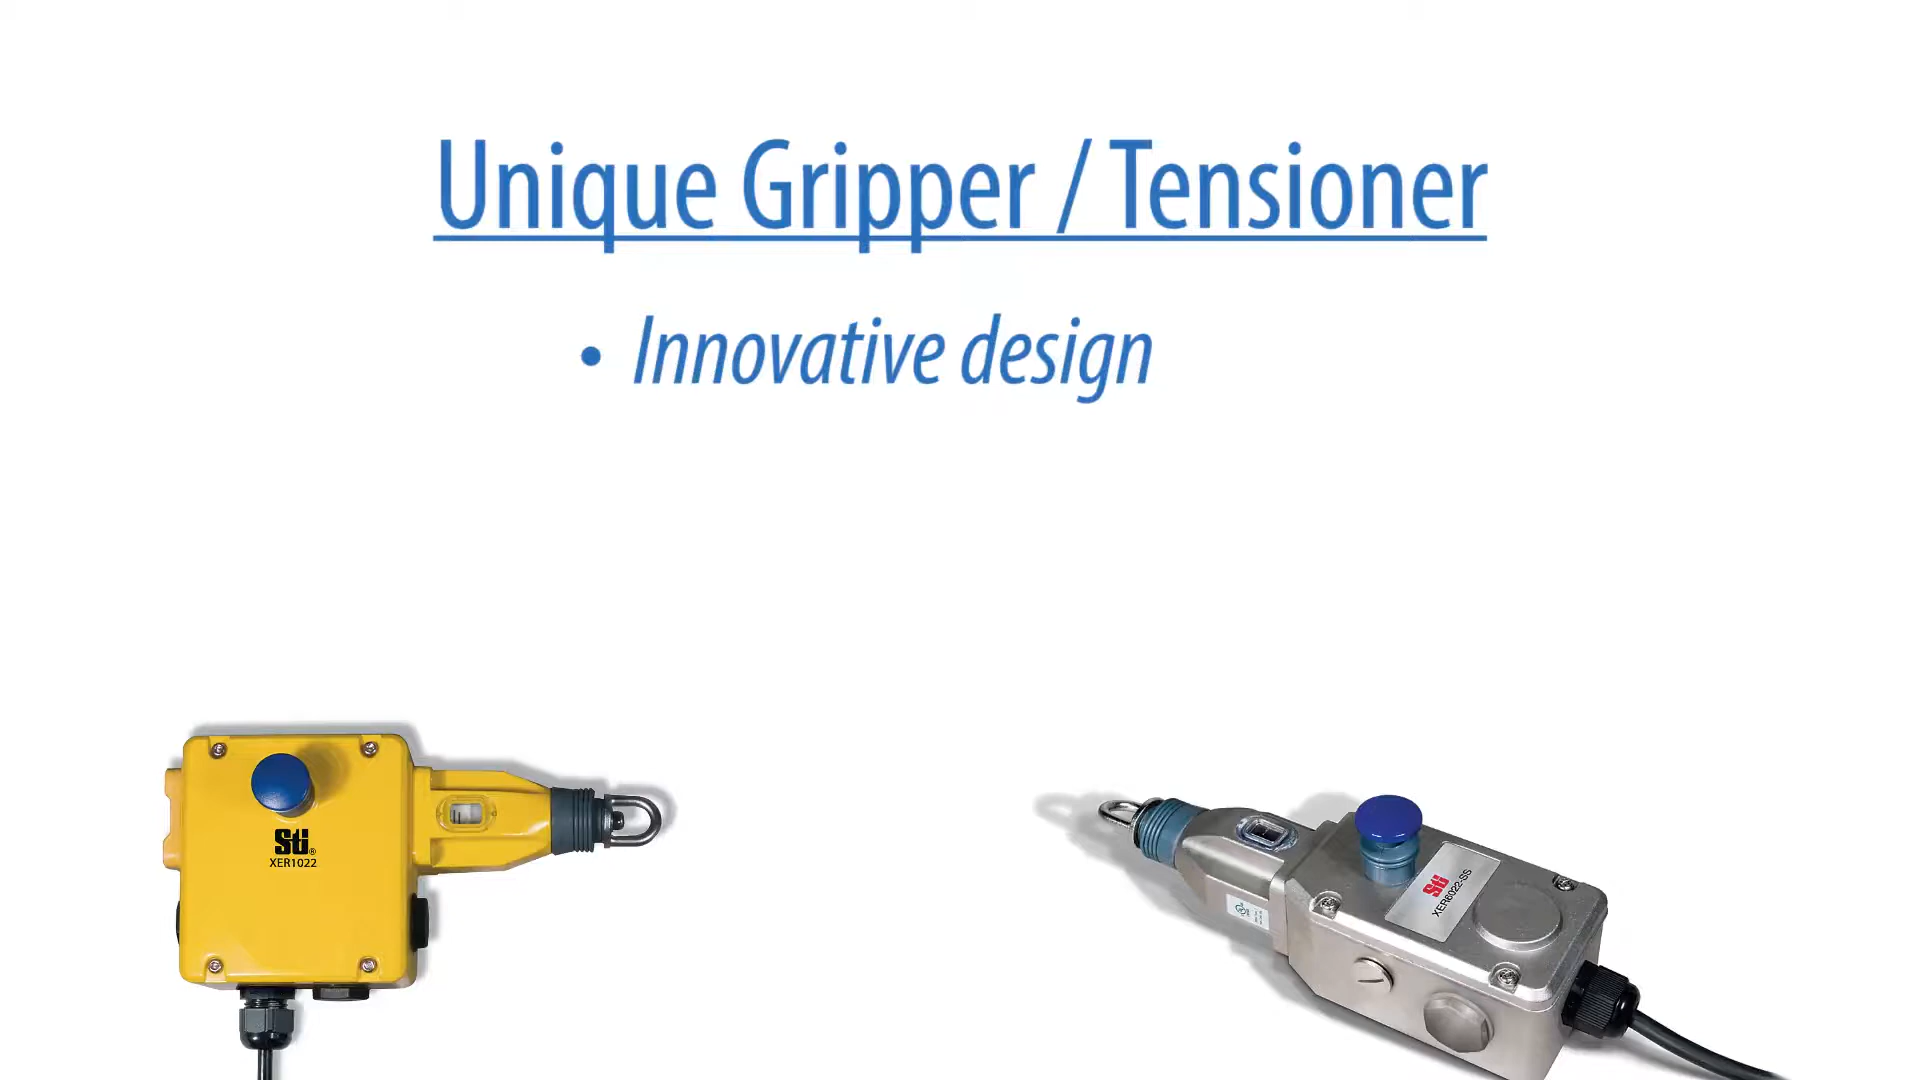 Unique Gripper / Tensioner
• Innovative design
Sti®
XER1022
Sti
XER6022-SS